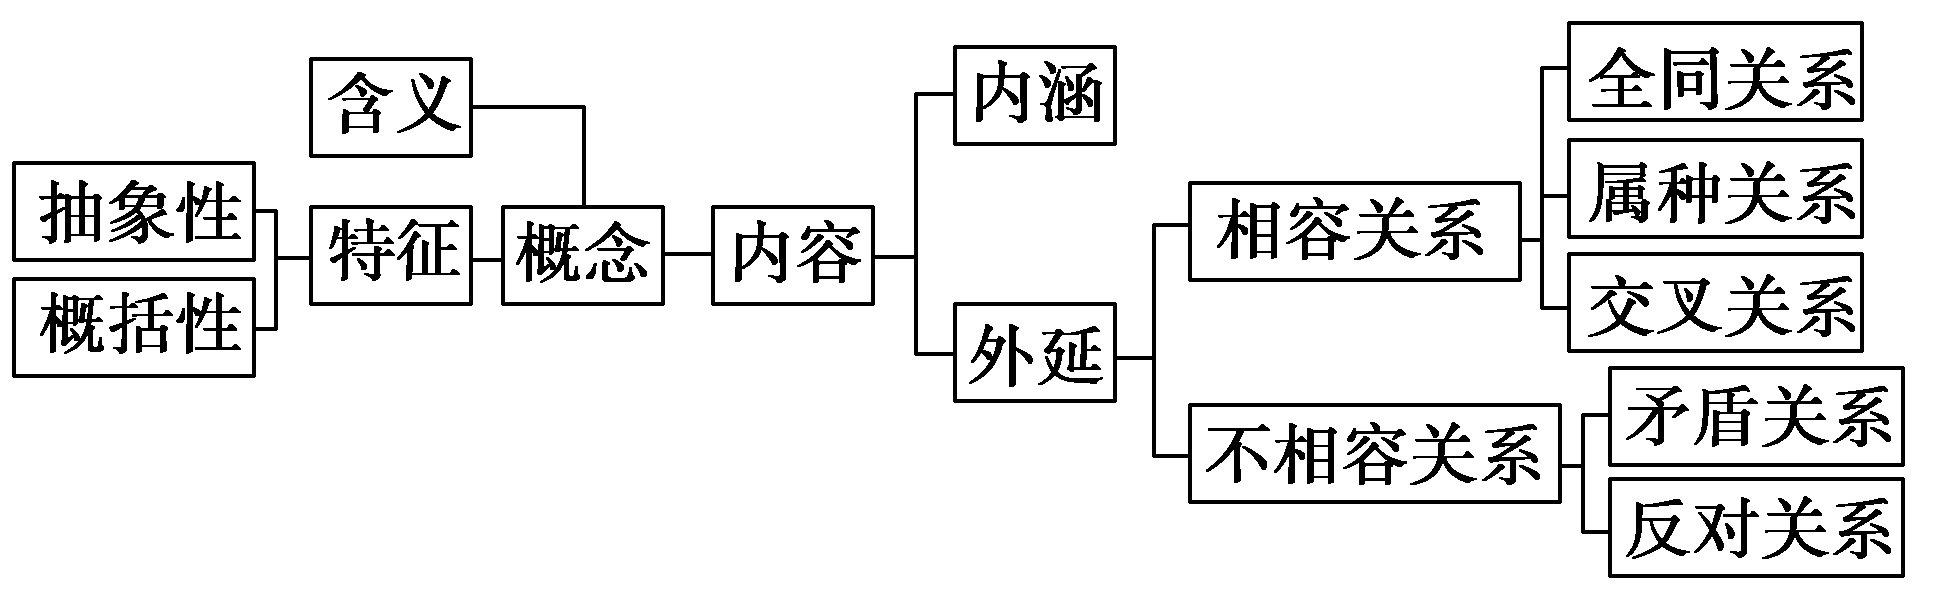 含义
抽象性
概括性
特征
概念
内容
内涵
外延
相容关系
不相容关系
全同关系
属种关系
交叉关系
矛盾关系
反对关系